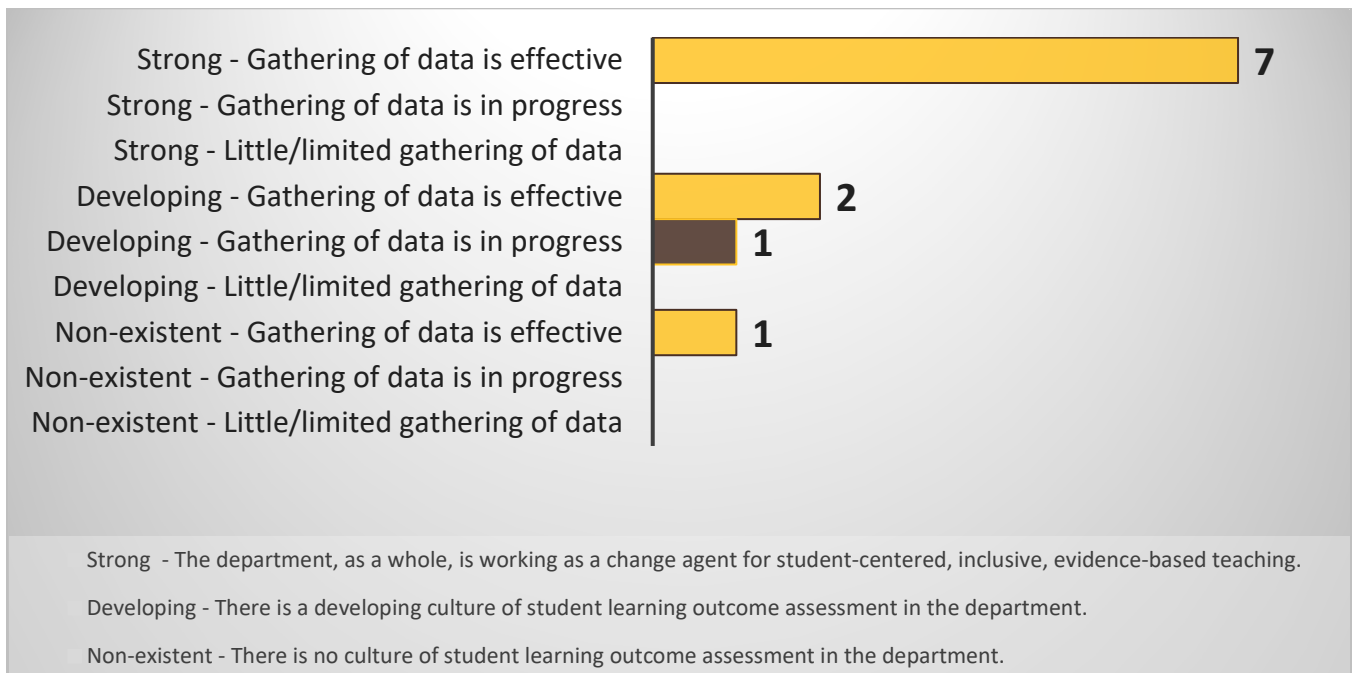 Strong - Gathering of data is effective 7
Strong - Gathering of data is in progress
Strong - Little/limited gathering of data
Developing - Gathering of data is effective 2
Developing - Gathering of data is in progress 1
Developing - Little/limited gathering of data
Non-existent - Gathering of data is effective 1
Non-existent - Gathering of data is in progress
Non-existent - Little/limited gathering of data
Strong - The department, as a whole, is working as a change agent for student-centered, inclusive, evidence-based teaching.
Developing - There is a developing culture of student learning outcome assessment in the department.
Non-existent - There is no culture of student learning outcome assessment in the department.